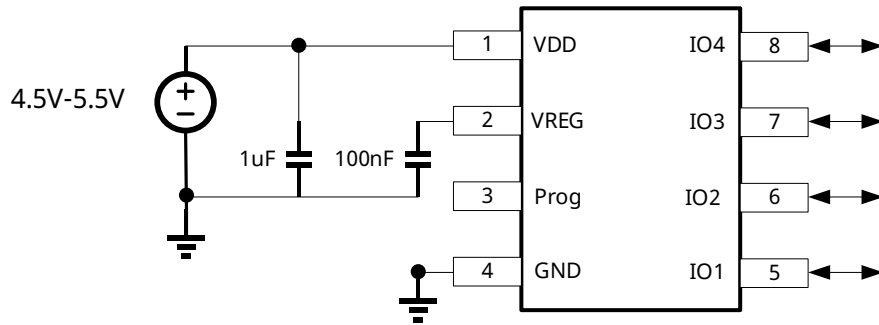 1 VDD IO4 8
4.5V-5.5V
2 VREG IO3 7
1uF 100nF
3 Prog IO2 6
4 GND IO1 5